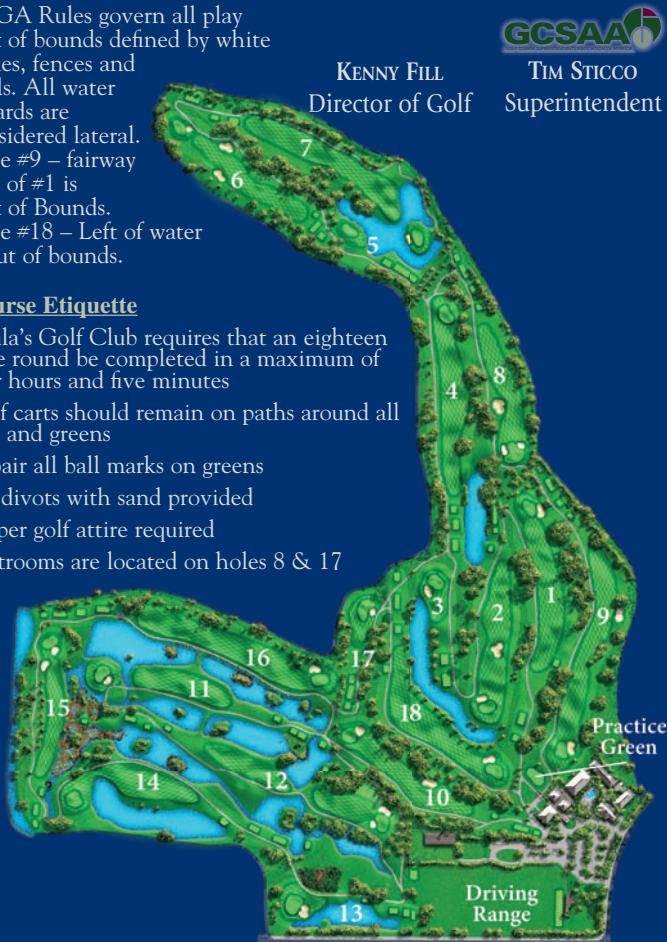 GA Rules govern all play
t of bounds defined by white
es, fences and
ls. All water
ards are
sidered lateral.
e #9 – fairway
of #1 is
t of Bounds.
e #18 – Left of water
ut of bounds.
GCSAA
KENNY FILL
Director of Golf
TIM STICCO
Superintendent
urse Etiquette
la's Golf Club requires that an eighteen
e round be completed in a maximum of
r hours and five minutes
f carts should remain on paths around all
and greens
pair all ball marks on greens
divots with sand provided
per golf attire required
trooms are located on holes 8 & 17
7
6
5
4
8
3
2
1
9
17
16
11
15
18
12
14
10
13
Practice
Green
Driving
Range